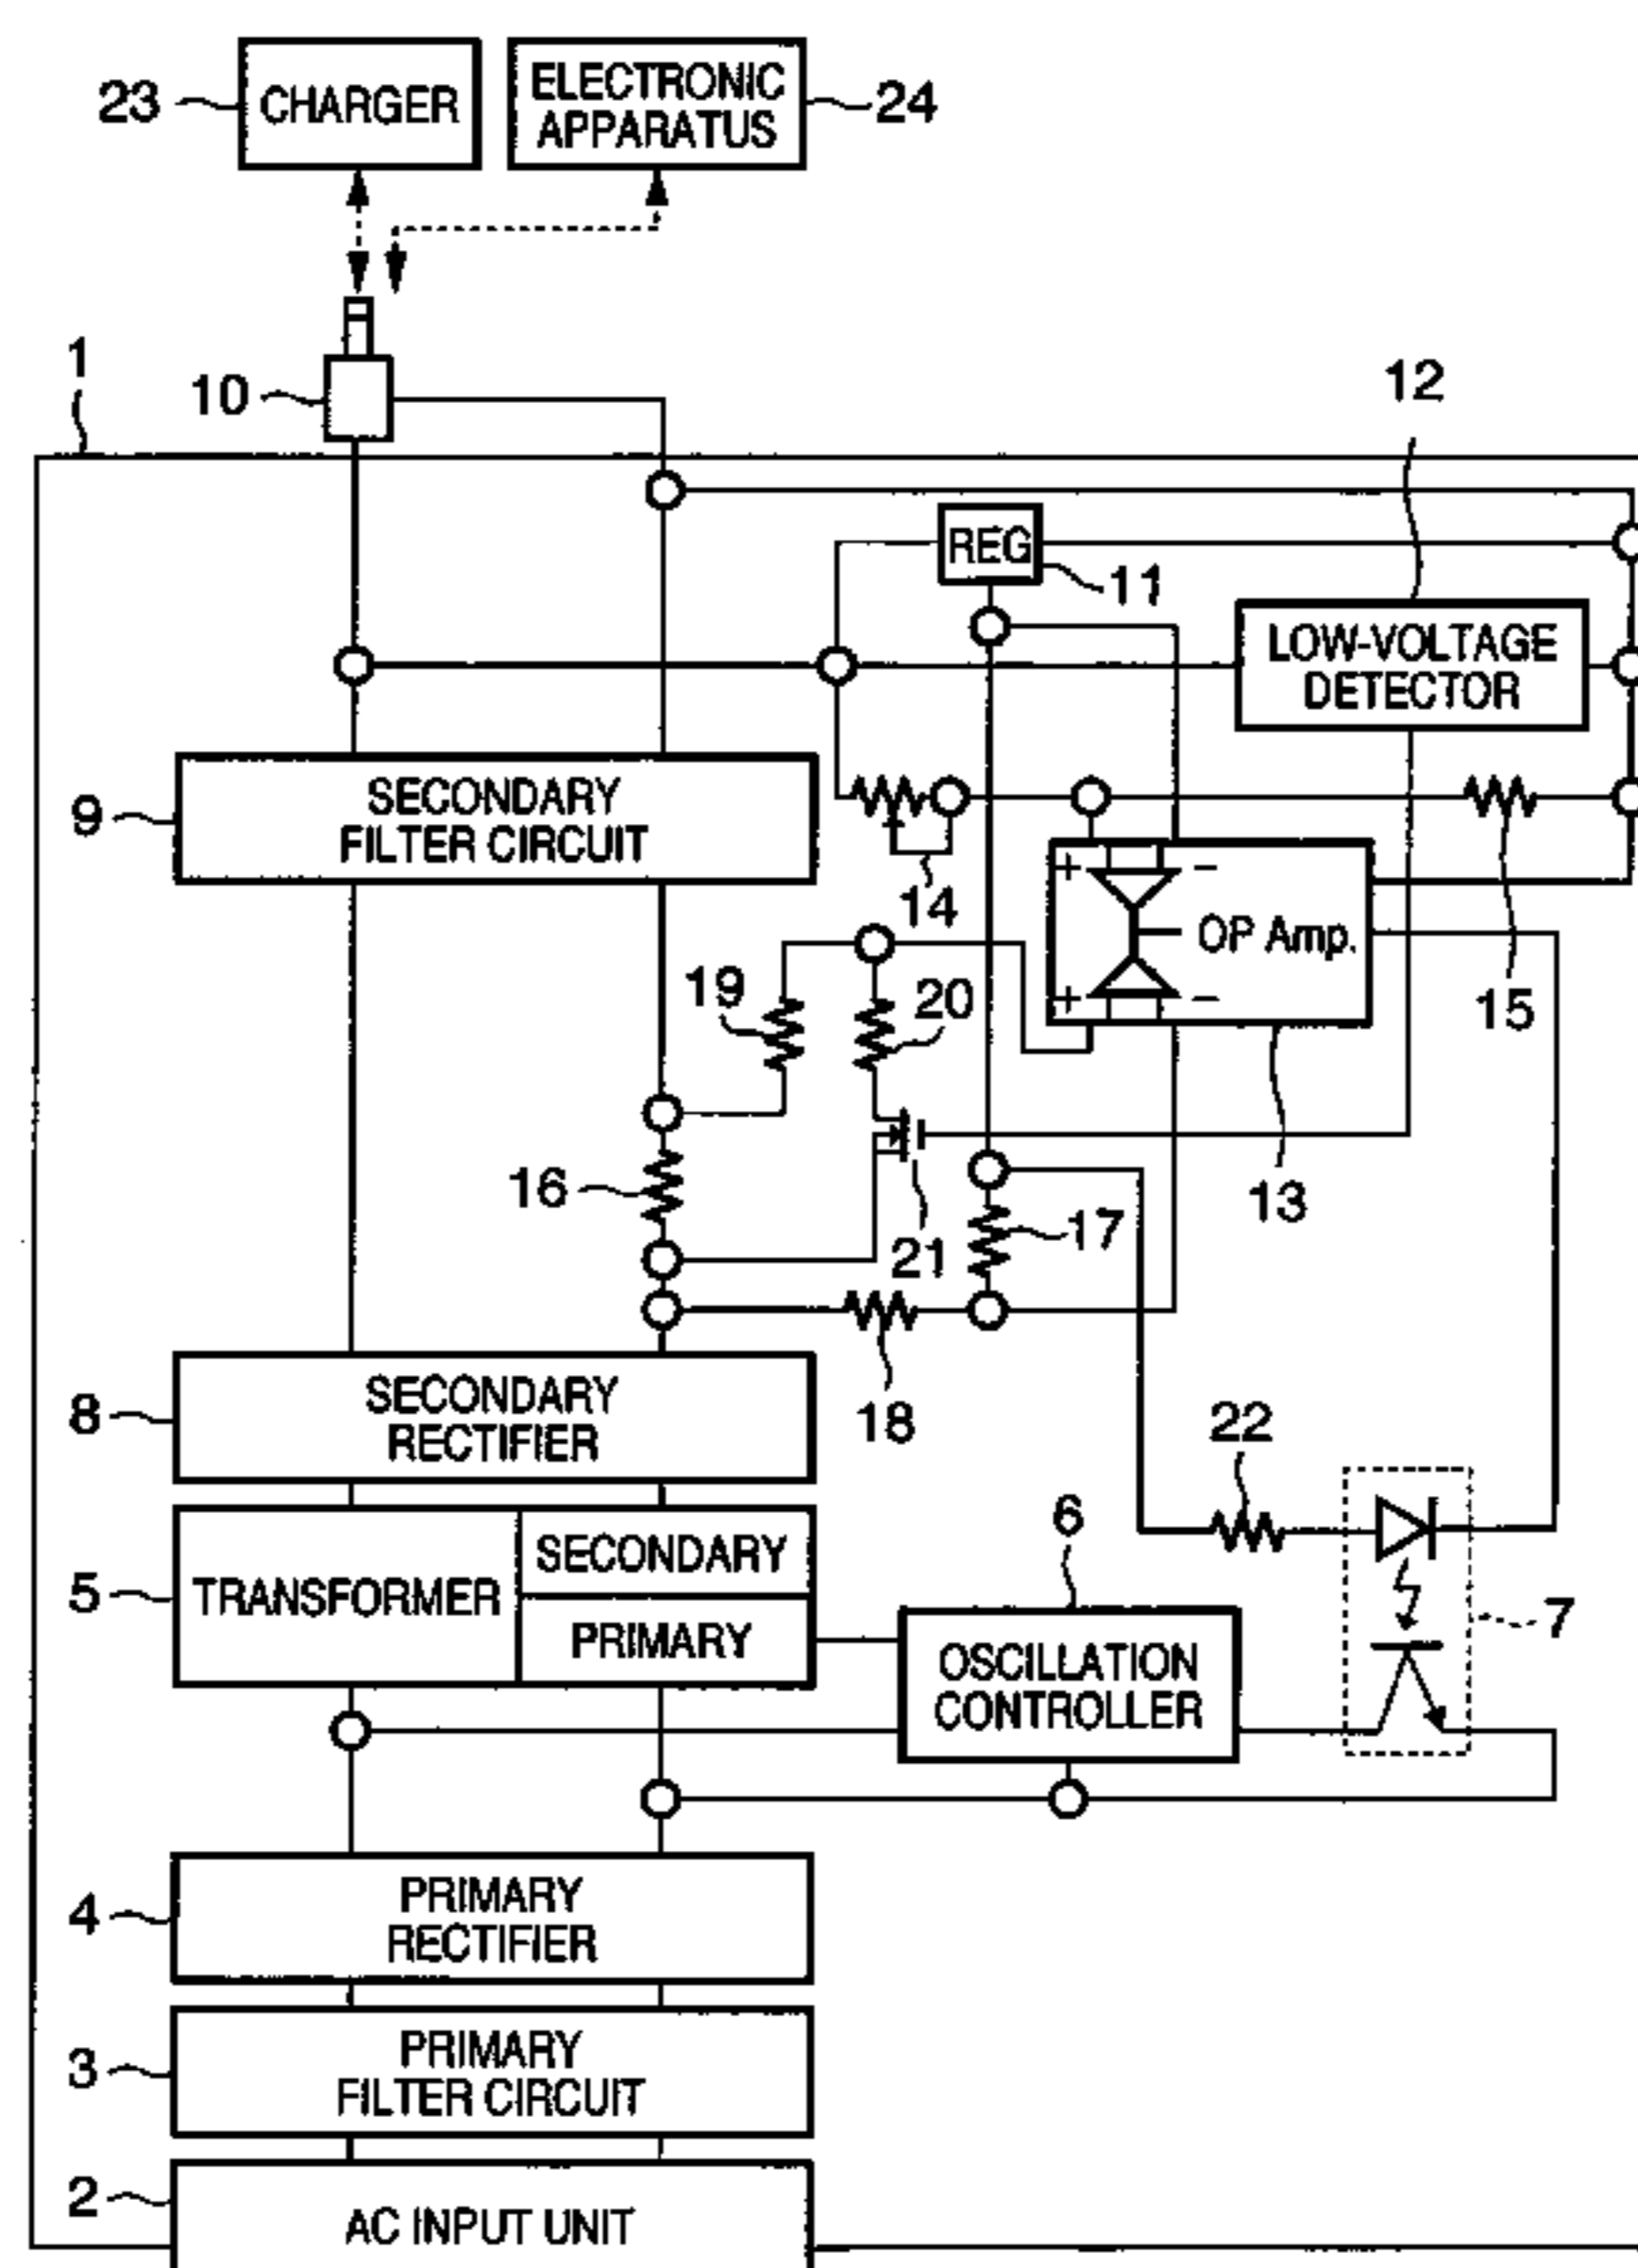 23
CHARGER
ELECTRONIC
APPARATUS
24
1
10
12
REG
11
LOW-VOLTAGE
DETECTOR
9
SECONDARY
FILTER CIRCUIT
14
+
−
OP Amp.
+
−
15
19
20
16
21
17
13
8
SECONDARY
RECTIFIER
18
22
5
TRANSFORMER
SECONDARY
PRIMARY
6
OSCILLATION
CONTROLLER
7
4
PRIMARY
RECTIFIER
3
PRIMARY
FILTER CIRCUIT
2
AC INPUT UNIT